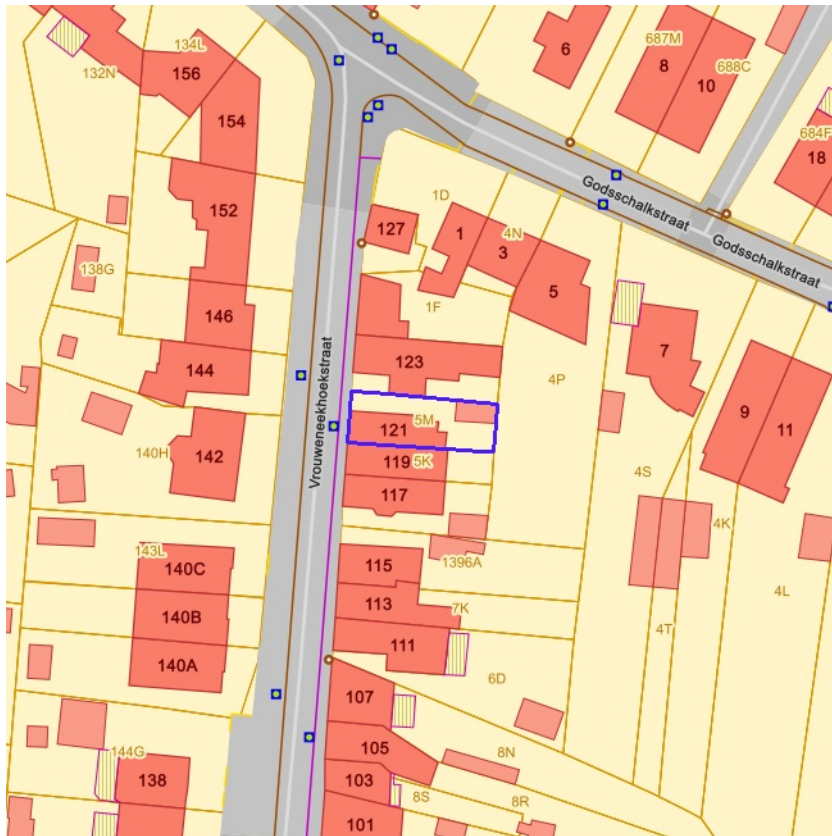 134L
132N
156
154
6
687M
8
688C
10
684F
18
Godsschalkstraat
Godsschalkstraat
152
127
1D
1
4N
3
5
138G
146
1F
7
144
123
4P
9
11
Vrouweneekhoekstraat
121
5M
119
5K
117
142
140H
4S
4K
143L
140C
115
1396A
4L
140B
113
7K
4T
140A
111
6D
107
105
8N
144G
138
103
8S
8R
101